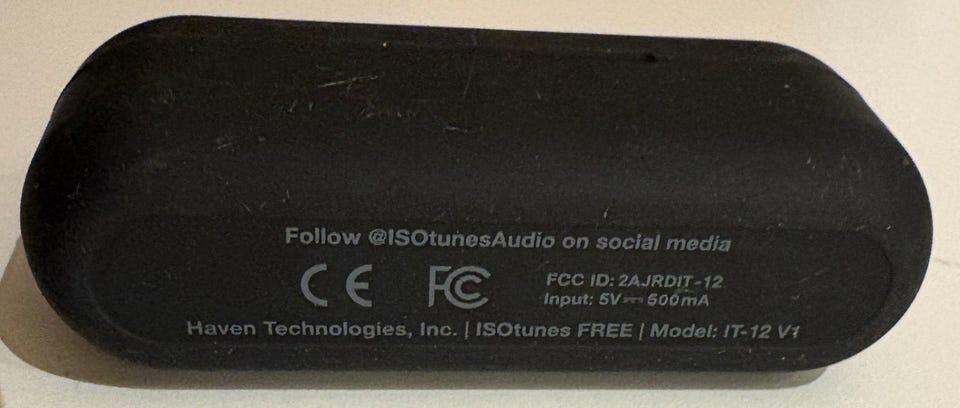 Follow @ISOtunesAudio on social media
CE FC FCC ID: 2AJRDIT-12
Input: 5V⎓500mA
Haven Technologies, Inc. | ISOtunes FREE | Model: IT-12 V1